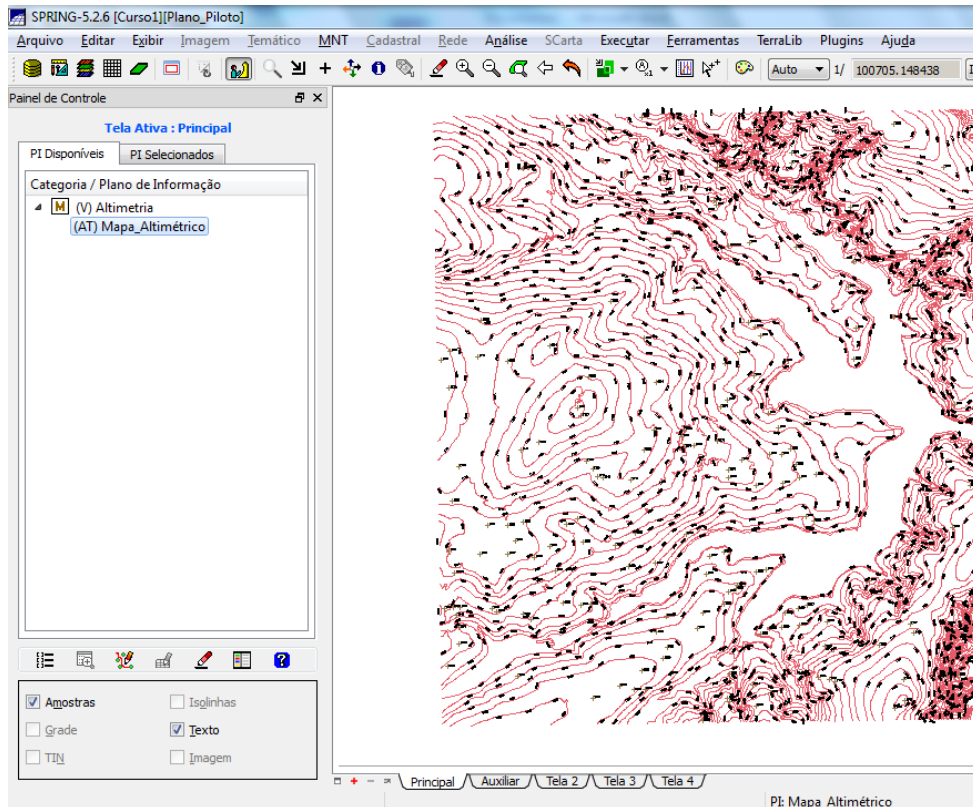 SPRING-5.2.6 [Curso1][Plano_Piloto]
Arquivo Editar Exibir Imagem Temático MNT Cadastral Rede Análise SCarta Executar Ferramentas TerraLib Plugins Ajuda
Auto 1/ 100705.148438
Painel de Controle
Tela Ativa : Principal
PI Disponíveis PI Selecionados
Categoria / Plano de Informação
M (V) Altimetria
(AT) Mapa_Altimétrico
Amostras Isolinhas
Grade Texto
TIN Imagem
Principal Auxiliar Tela 2 Tela 3 Tela 4
PI: Mapa_Altimétrico